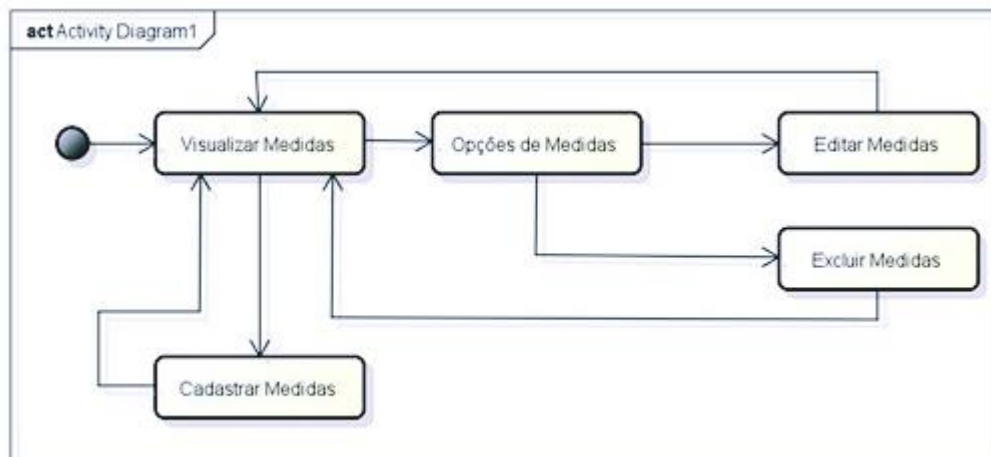 act Activity Diagram1
Visualizar Medidas
Opções de Medidas
Editar Medidas
Excluir Medidas
Cadastrar Medidas